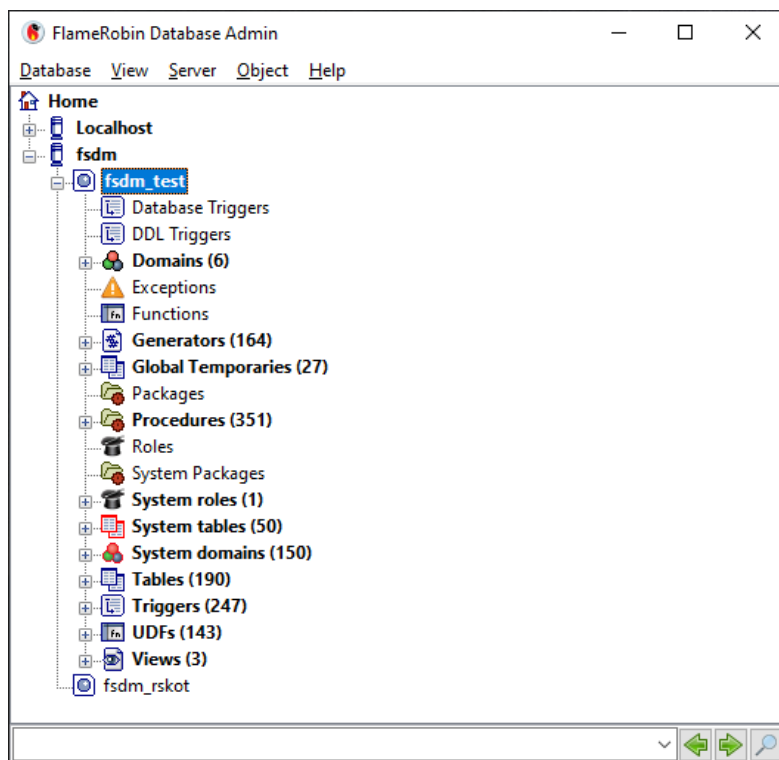 FlameRobin Database Admin
Database View Server Object Help
Home
Localhost
fsdm
fsdm_test
Database Triggers
DDL Triggers
Domains (6)
Exceptions
fn Functions
Generators (164)
Global Temporaries (27)
Packages
Procedures (351)
Roles
System Packages
System roles (1)
System tables (50)
System domains (150)
Tables (190)
Triggers (247)
fn UDFs (143)
Views (3)
fsdm_rskot